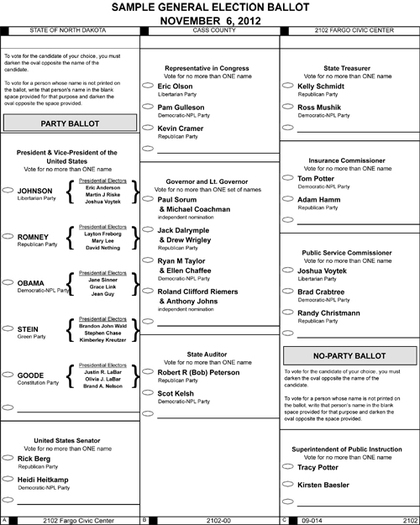 SAMPLE GENERAL ELECTION BALLOT
NOVEMBER 6, 2012
STATE OF NORTH DAKOTA
CASS COUNTY
2102 FARGO CIVIC CENTER
To vote for the candidate of your choice, you must
darken the oval opposite the name of the
candidate.
To vote for a person whose name is not printed on
the ballot, write that person's name in the blank
space provided for that purpose and darken the
oval opposite the space provided.
PARTY BALLOT
President & Vice-President of the
United States
Vote for no more than ONE name
JOHNSON
Libertarian Party
Presidential Electors
Eric Anderson
Martin J Riske
Joshua Voytek
ROMNEY
Republican Party
Presidential Electors
Layton Freborg
Mary Lee
David Nething
OBAMA
Democratic-NPL Party
Presidential Electors
Jane Sinner
Grace Link
Jean Guy
STEIN
Green Party
Presidential Electors
Brandon John Wald
Stephen Chase
Kimberley Kreutzer
GOODE
Constitution Party
Presidential Electors
Justin R. LaBar
Olivie J. LaBar
Brand A. Nelson
United States Senator
Vote for no more than ONE name
Rick Berg
Republican Party
Heidi Heitkamp
Democratic-NPL Party
Representative in Congress
Vote for no more than ONE name
Eric Olson
Libertarian Party
Pam Gulleson
Democratic-NPL Party
Kevin Cramer
Republican Party
Governor and Lt. Governor
Vote for no more than ONE set of names
Paul Sorum
& Michael Coachman
independent nomination
Jack Dalrymple
& Drew Wrigley
Republican Party
Ryan M Taylor
& Ellen Chaffee
Democratic-NPL Party
Roland Clifford Riemers
& Anthony Johns
independent nomination
State Auditor
Vote for no more than ONE name
Robert R (Bob) Peterson
Republican Party
Scot Kelsh
Democratic-NPL Party
State Treasurer
Vote for no more than ONE name
Kelly Schmidt
Republican Party
Ross Mushik
Democratic-NPL Party
Insurance Commissioner
Vote for no more than ONE name
Tom Potter
Democratic-NPL Party
Adam Hamm
Republican Party
Public Service Commissioner
Vote for no more than ONE name
Joshua Voytek
Libertarian Party
Brad Crabtree
Democratic-NPL Party
Randy Christmann
Republican Party
NO-PARTY BALLOT
To vote for the candidate of your choice, you must
darken the oval opposite the name of the
candidate.
To vote for a person whose name is not printed on
the ballot, write that person's name in the blank
space provided for that purpose and darken the
oval opposite the space provided.
Superintendent of Public Instruction
Vote for no more than ONE name
Tracy Potter
Kirsten Baesler
A 2102 Fargo Civic Center B 2102-00 C 09-014 2102